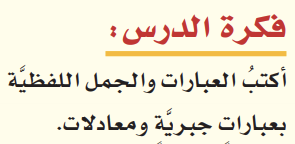 فكرة الدرس:
أكتبُ العبارات والجمل اللفظيَّة
بعبارات جبريَّة ومعادلات.